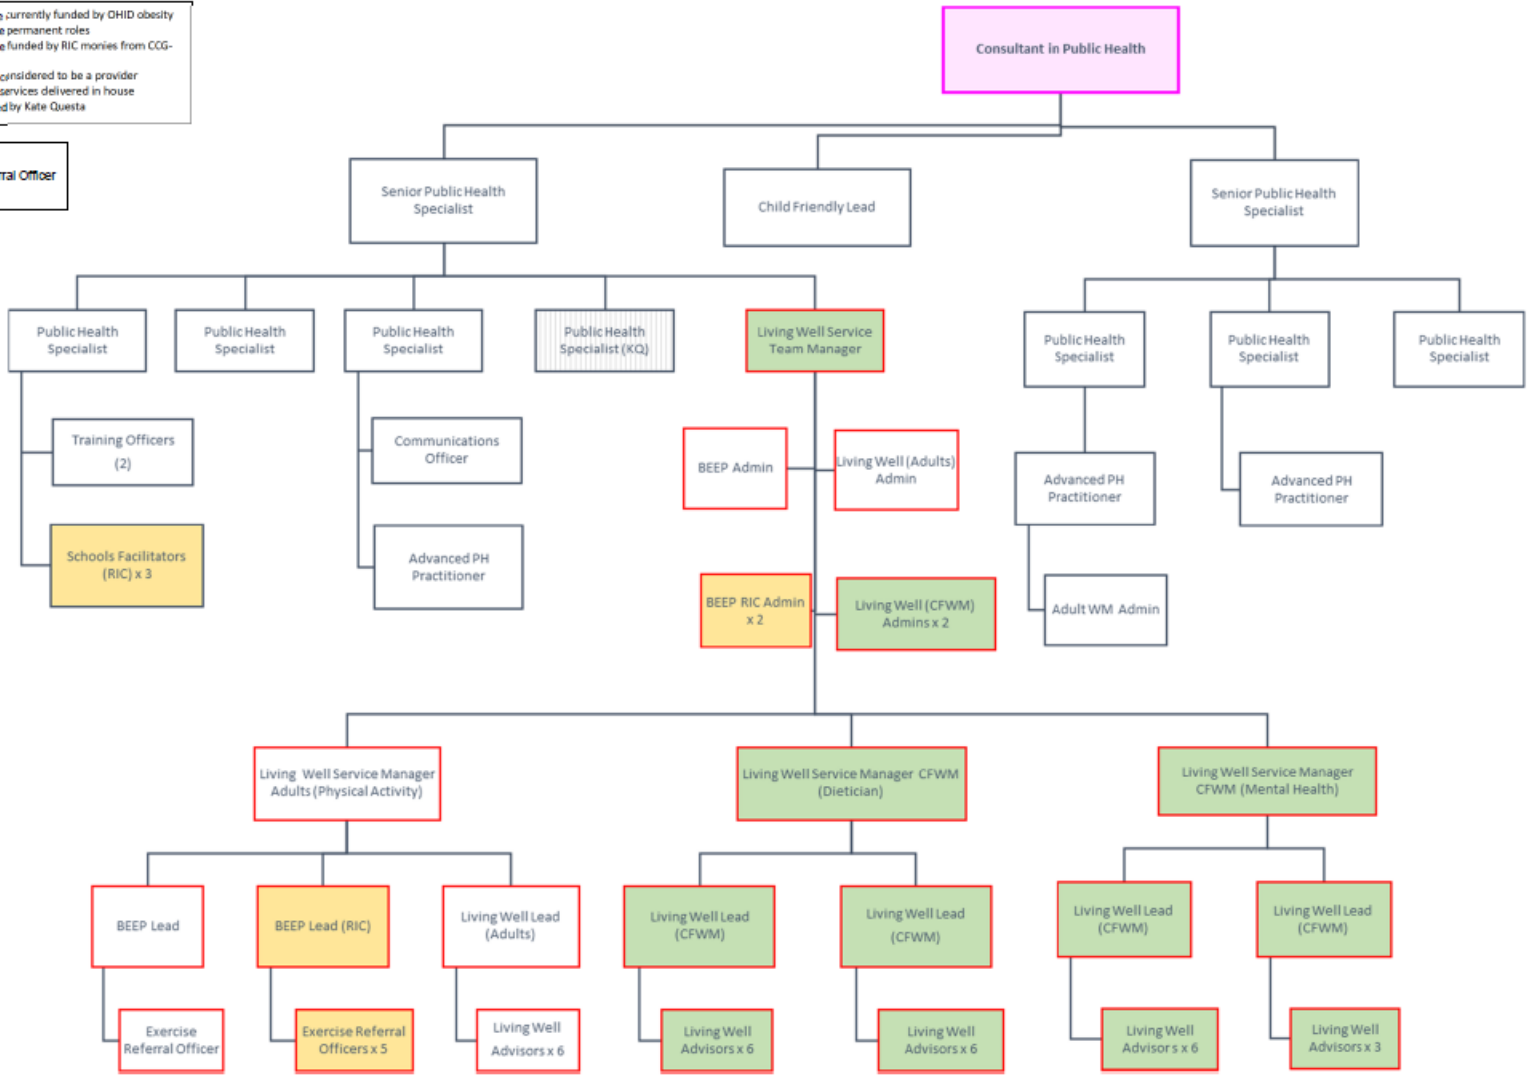 currently funded by OHID obesity
permanent roles
funded by RIC monies from CCG-
considered to be a provider
services delivered in house
by Kate Questa
Officer
Consultant in Public Health
Senior Public Health
Specialist
Child Friendly Lead
Senior Public Health
Specialist
Public Health
Specialist
Public Health
Specialist
Public Health
Specialist
Public Health
Specialist (KQ)
Living Well Service
Team Manager
Public Health
Specialist
Public Health
Specialist
Public Health
Specialist
Training Officers
(2)
Communications
Officer
BEEP Admin
Living Well (Adults)
Admin
Advanced PH
Practitioner
Advanced PH
Practitioner
Schools Facilitators
(RIC) x 3
Advanced PH
Practitioner
BEEP RIC Admin
x 2
Living Well (CFWM)
Admins x 2
Adult WM Admin
Living Well Service Manager
Adults (Physical Activity)
Living Well Service Manager CFWM
(Dietician)
Living Well Service Manager
CFWM (Mental Health)
BEEP Lead
BEEP Lead (RIC)
Living Well Lead
(Adults)
Living Well Lead
(CFWM)
Living Well Lead
(CFWM)
Living Well Lead
(CFWM)
Living Well Lead
(CFWM)
Exercise
Referral Officer
Exercise Referral
Officers x 5
Living Well
Advisors x 6
Living Well
Advisors x 6
Living Well
Advisors x 6
Living Well
Advisors x 6
Living Well
Advisors x 3